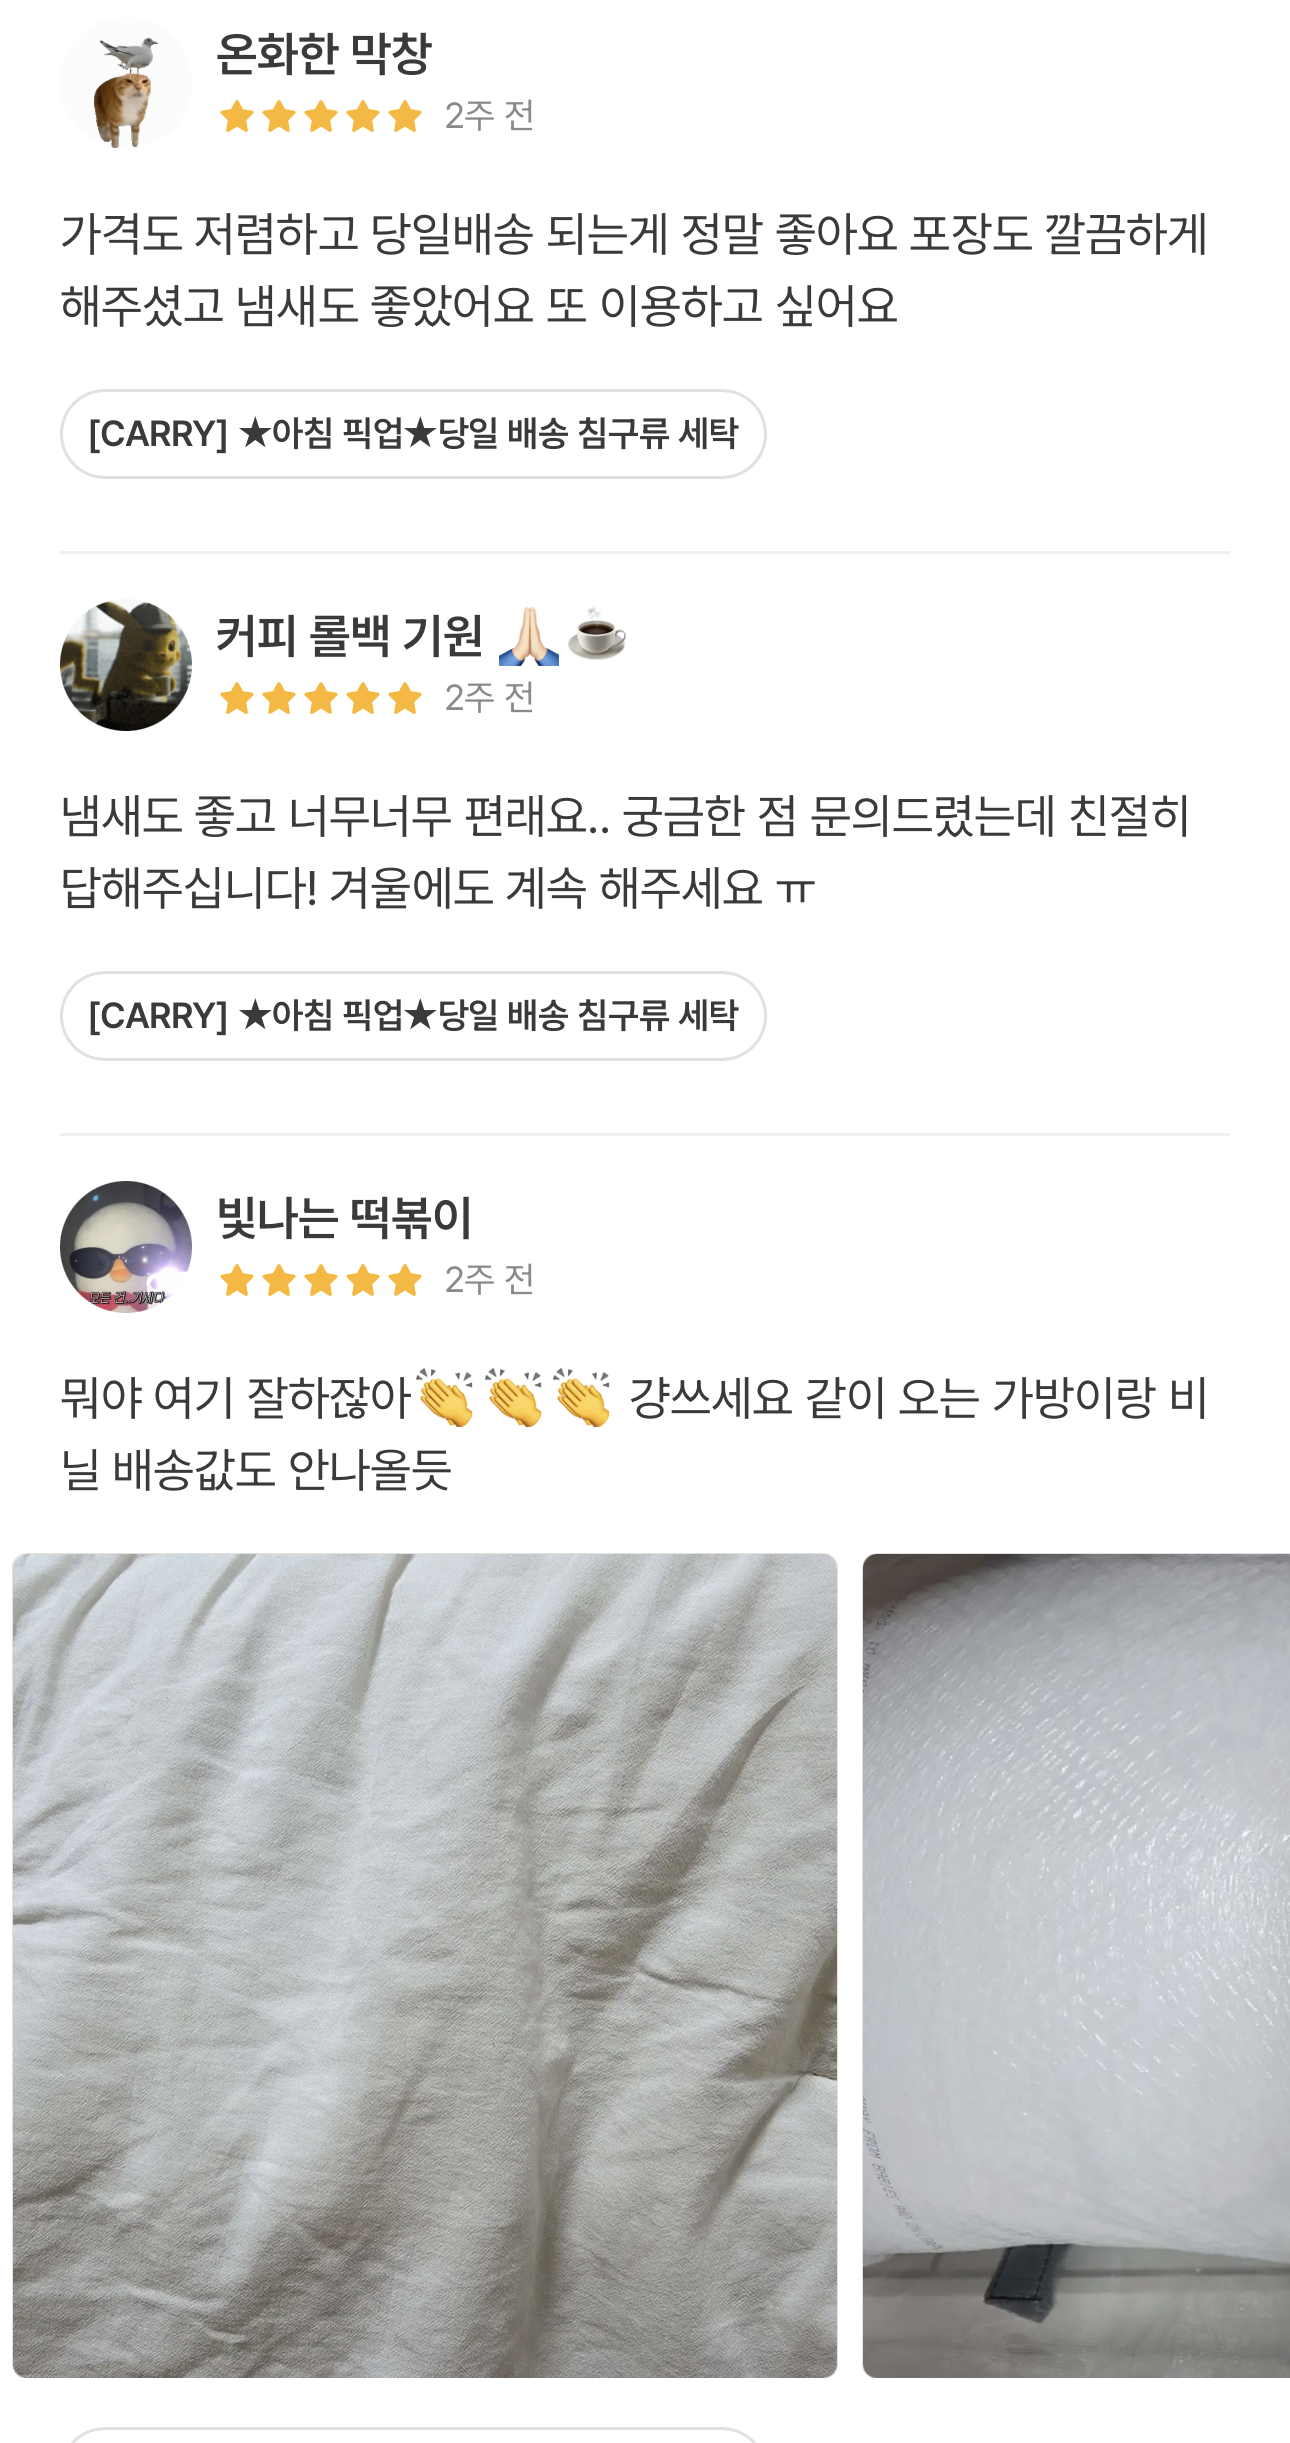 온화한 막창
★★★★★ 2주 전
가격도 저렴하고 당일배송 되는게 정말 좋아요 포장도 깔끔하게
해주셨고 냄새도 좋았어요 또 이용하고 싶어요
[CARRY] ★아침 픽업★당일 배송 침구류 세탁
커피 롤백 기원 🙏🏻☕
★★★★★ 2주 전
냄새도 좋고 너무너무 편래요.. 궁금한 점 문의드렸는데 친절히
답해주십니다! 겨울에도 계속 해주세요 ㅠ
[CARRY] ★아침 픽업★당일 배송 침구류 세탁
빛나는 떡볶이
★★★★★ 2주 전
모든 건..기세다
뭐야 여기 잘하잖아👏👏👏 걍쓰세요 같이 오는 가방이랑 비
닐 배송값도 안나올듯